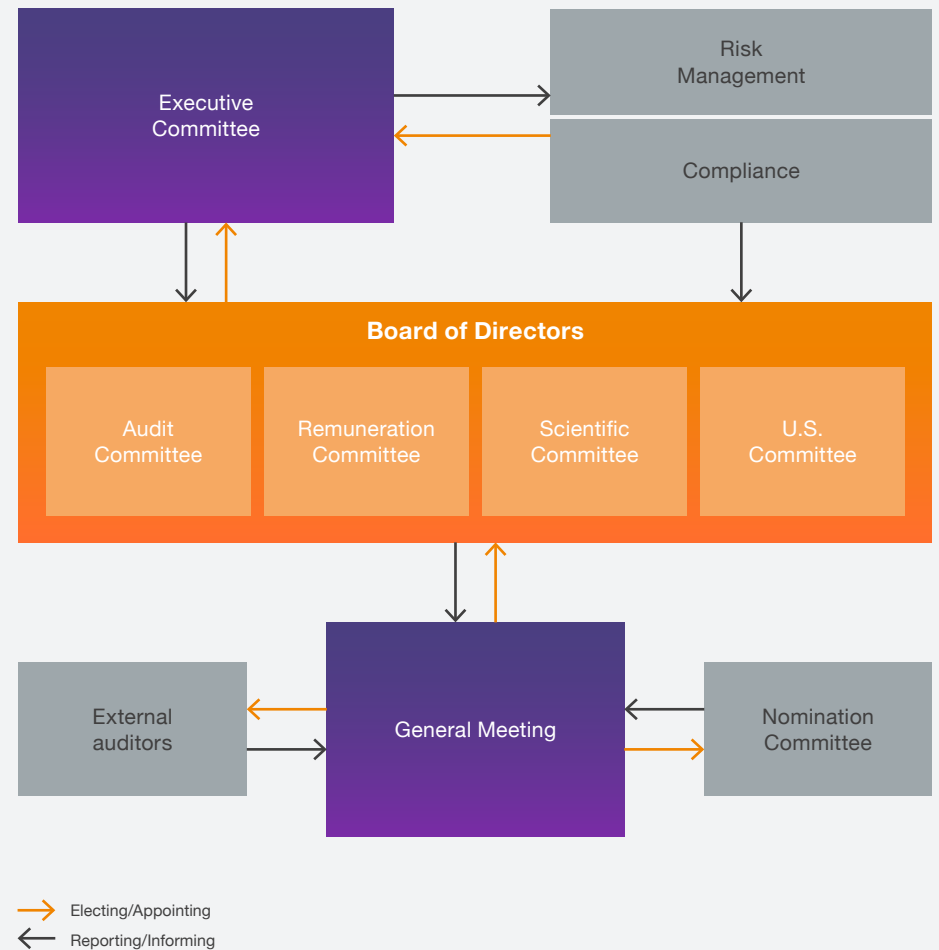 Executive
Committee
Risk
Management
Compliance
Board of Directors
Audit
Committee
Remuneration
Committee
Scientific
Committee
U.S.
Committee
External
auditors
General Meeting
Nomination
Committee
Electing/Appointing
Reporting/Informing